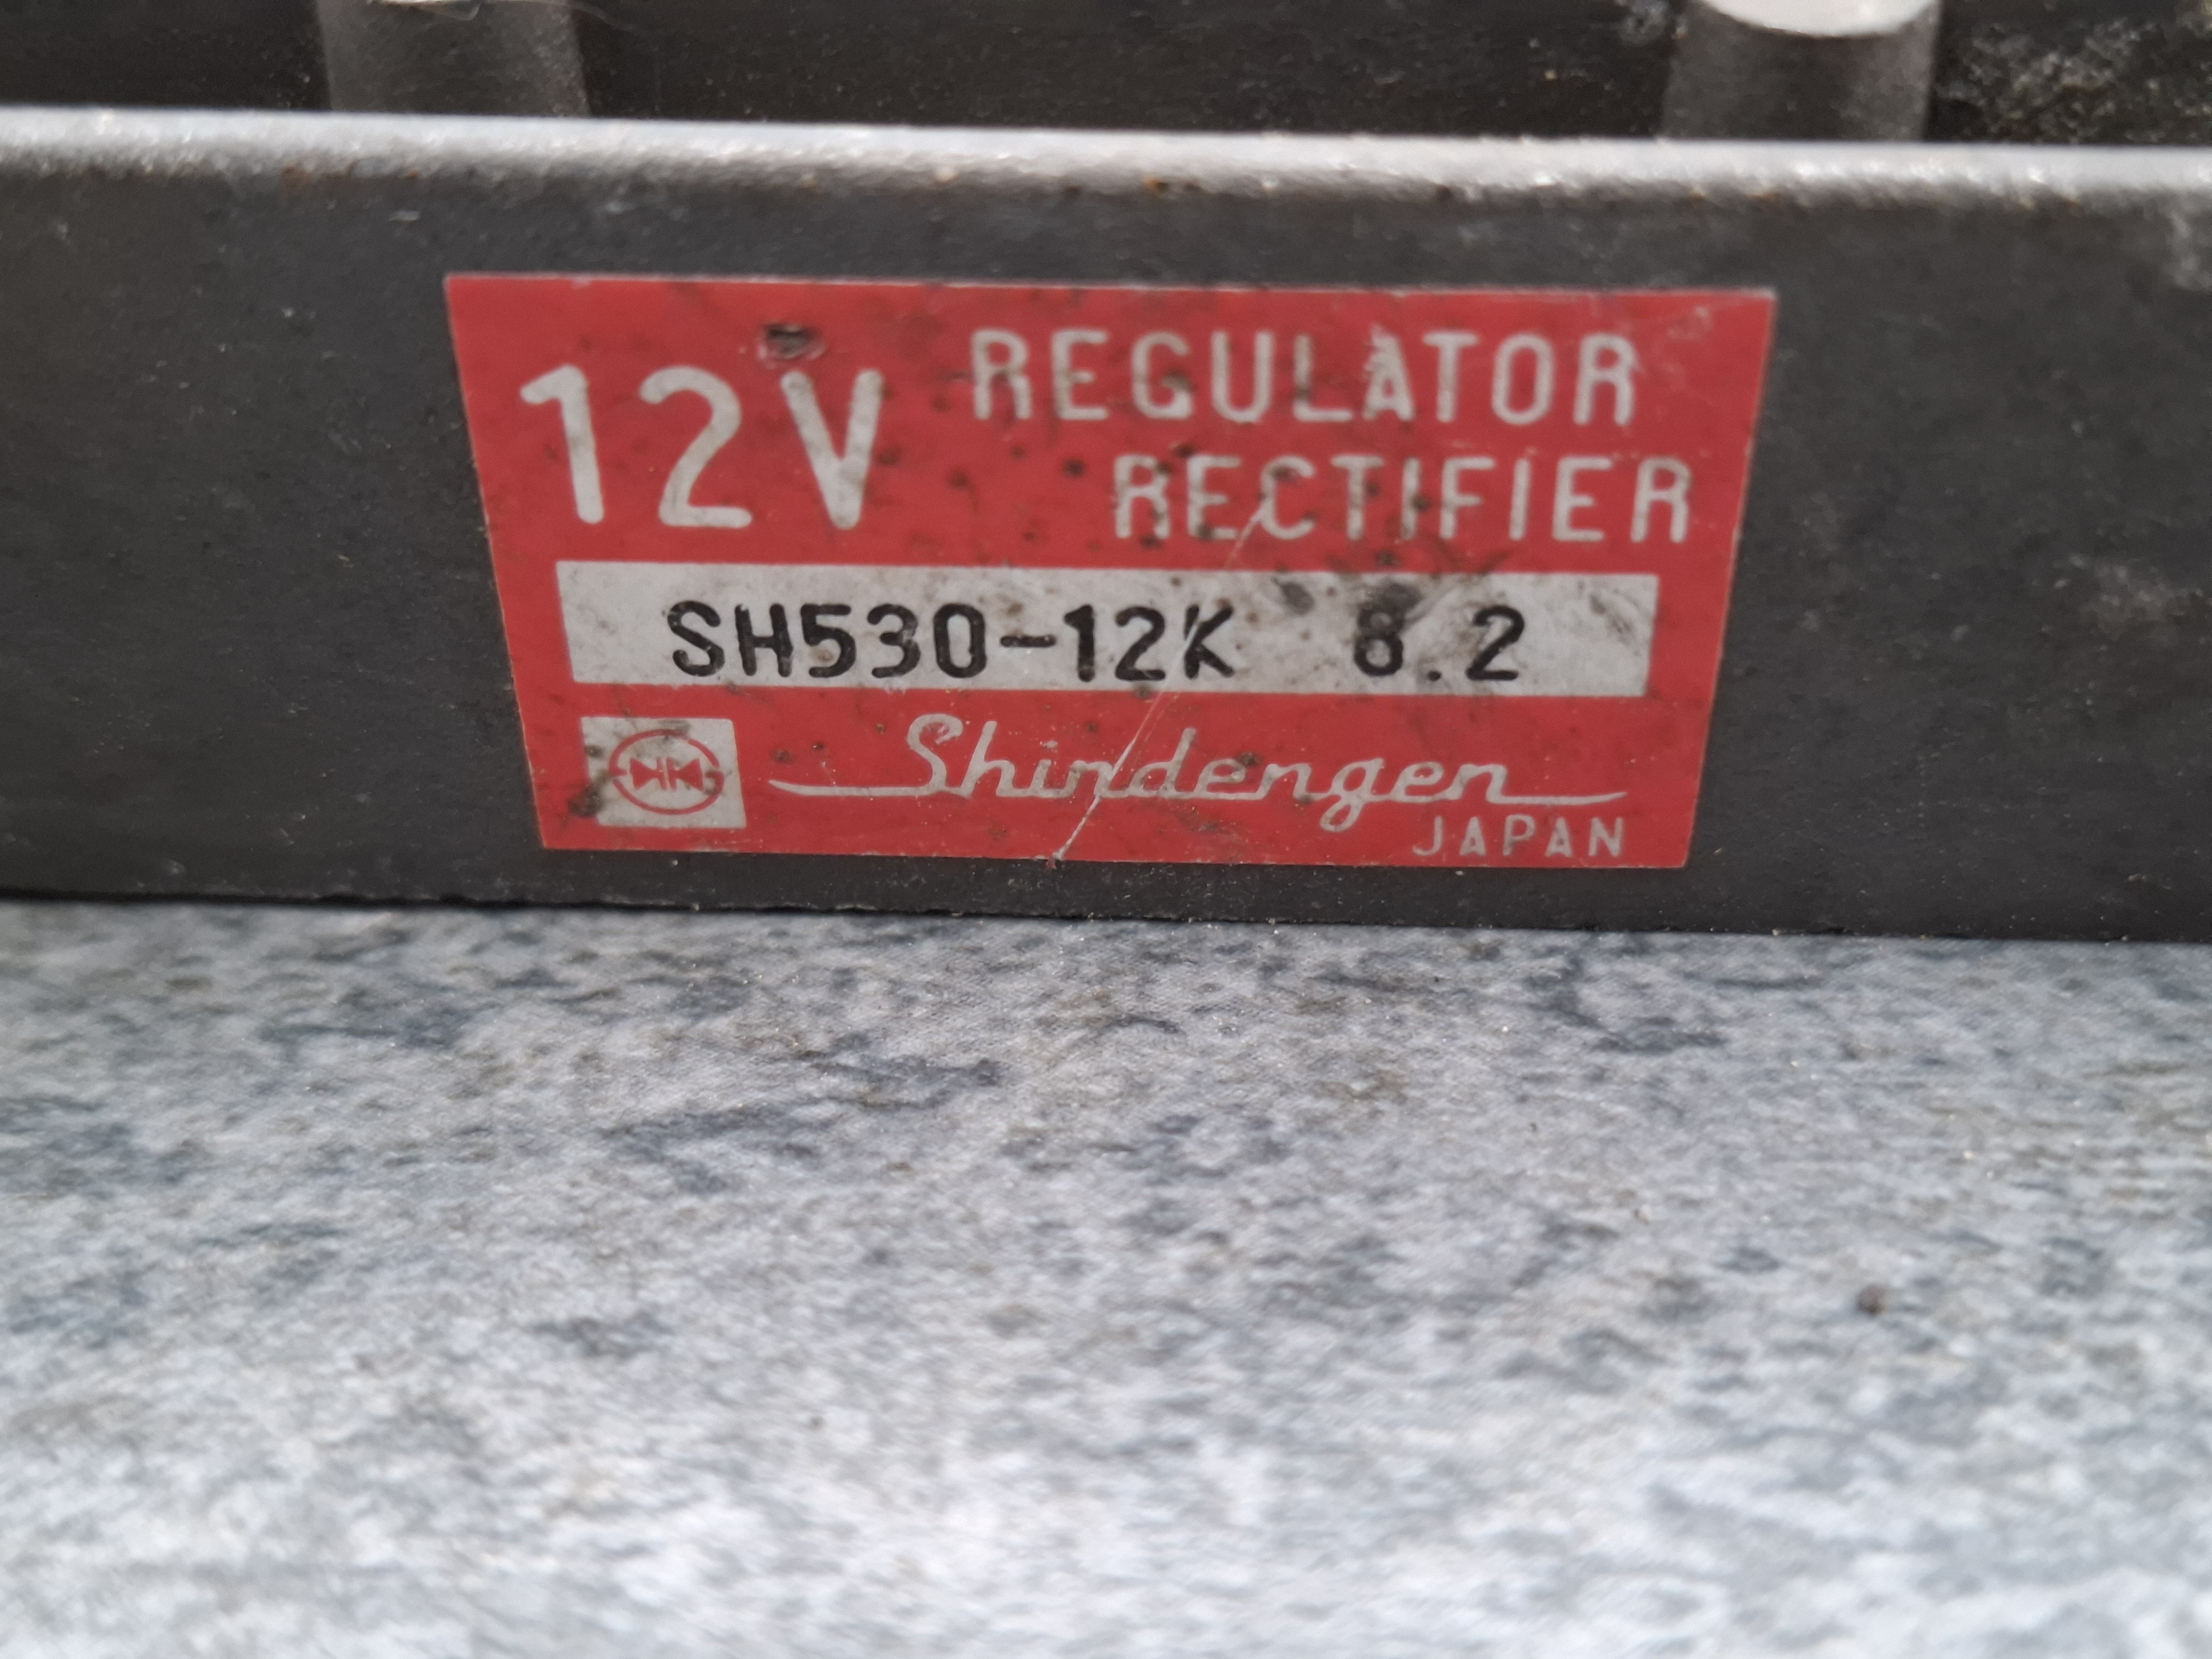 12V REGULATOR
RECTIFIER
SH530-12K 8.2
Shindengen
JAPAN